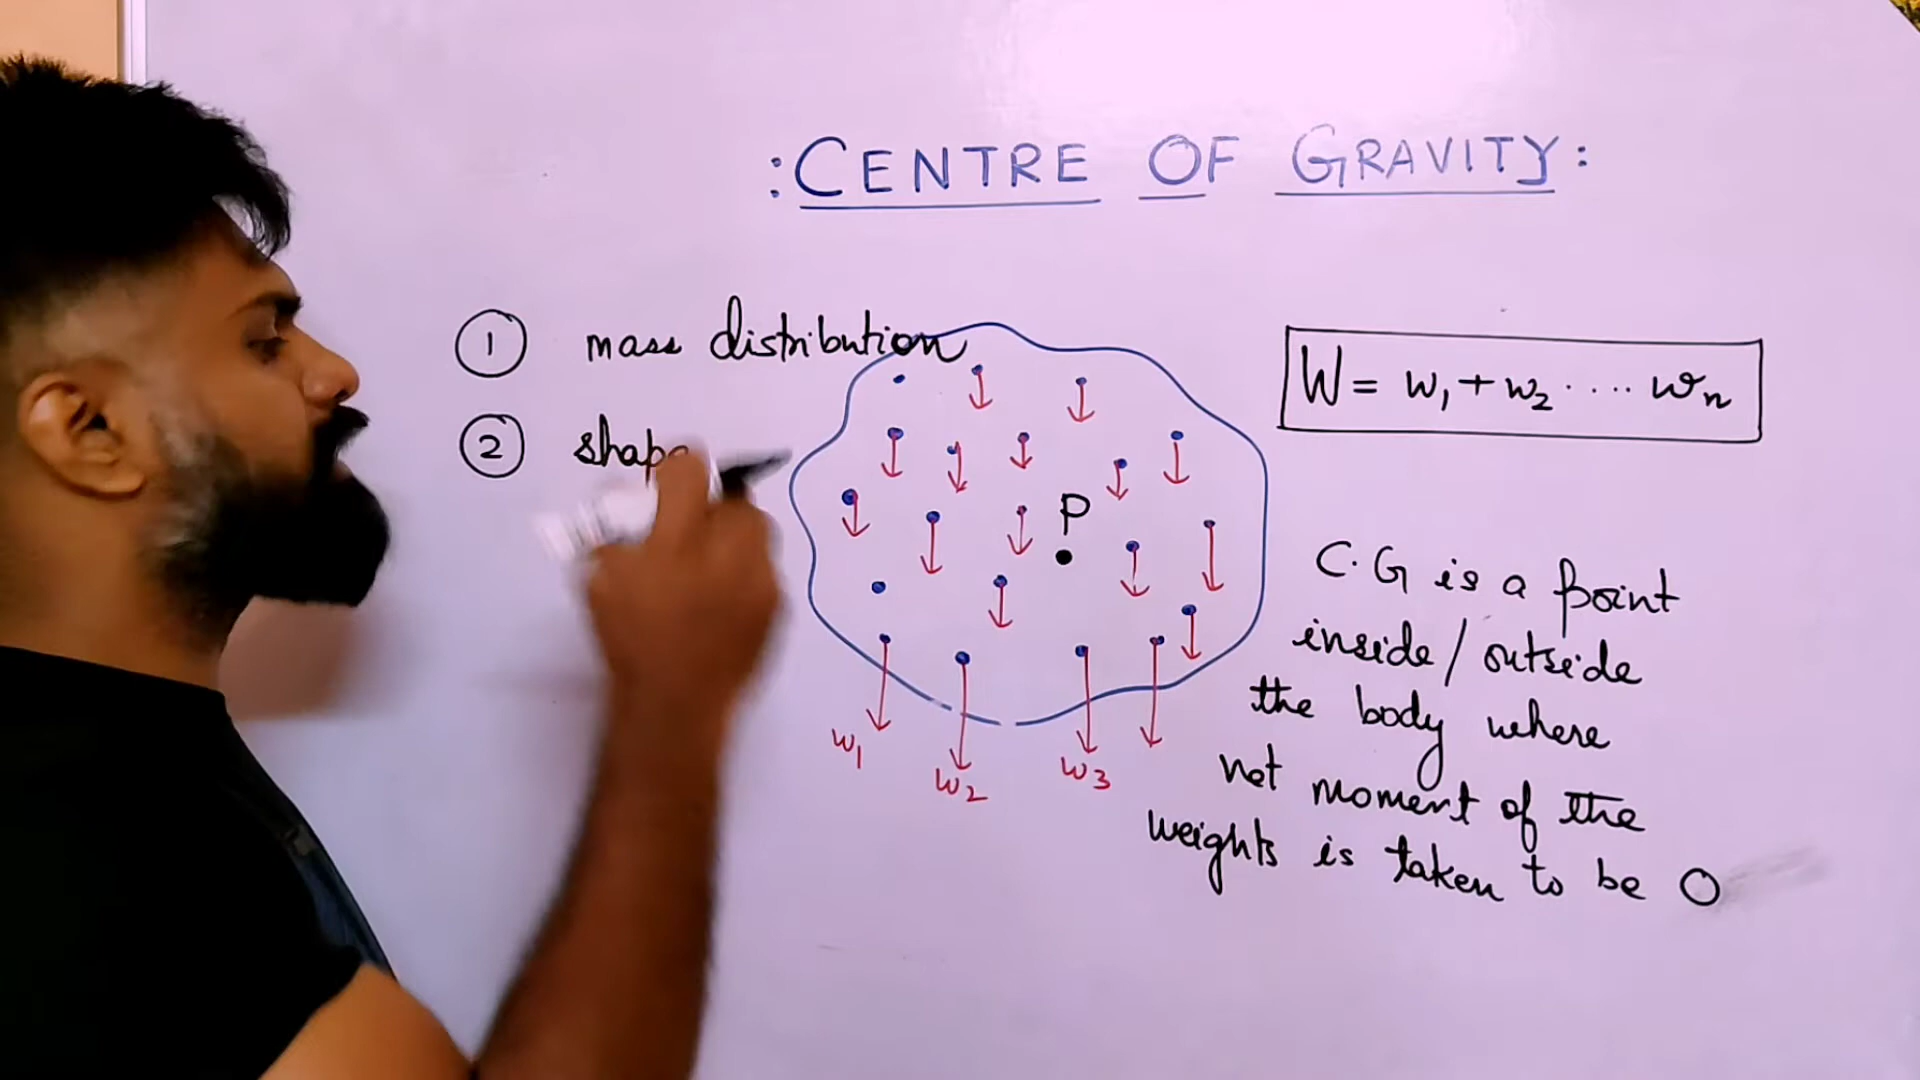 : CENTRE OF GRAVITY :
1 mass distribution
2 shape
W = w₁ + w₂ .... wₙ
P
w₁
w₂
w₃
C.G is a point
inside/outside
the body where
net moment of the
weights is taken to be 0